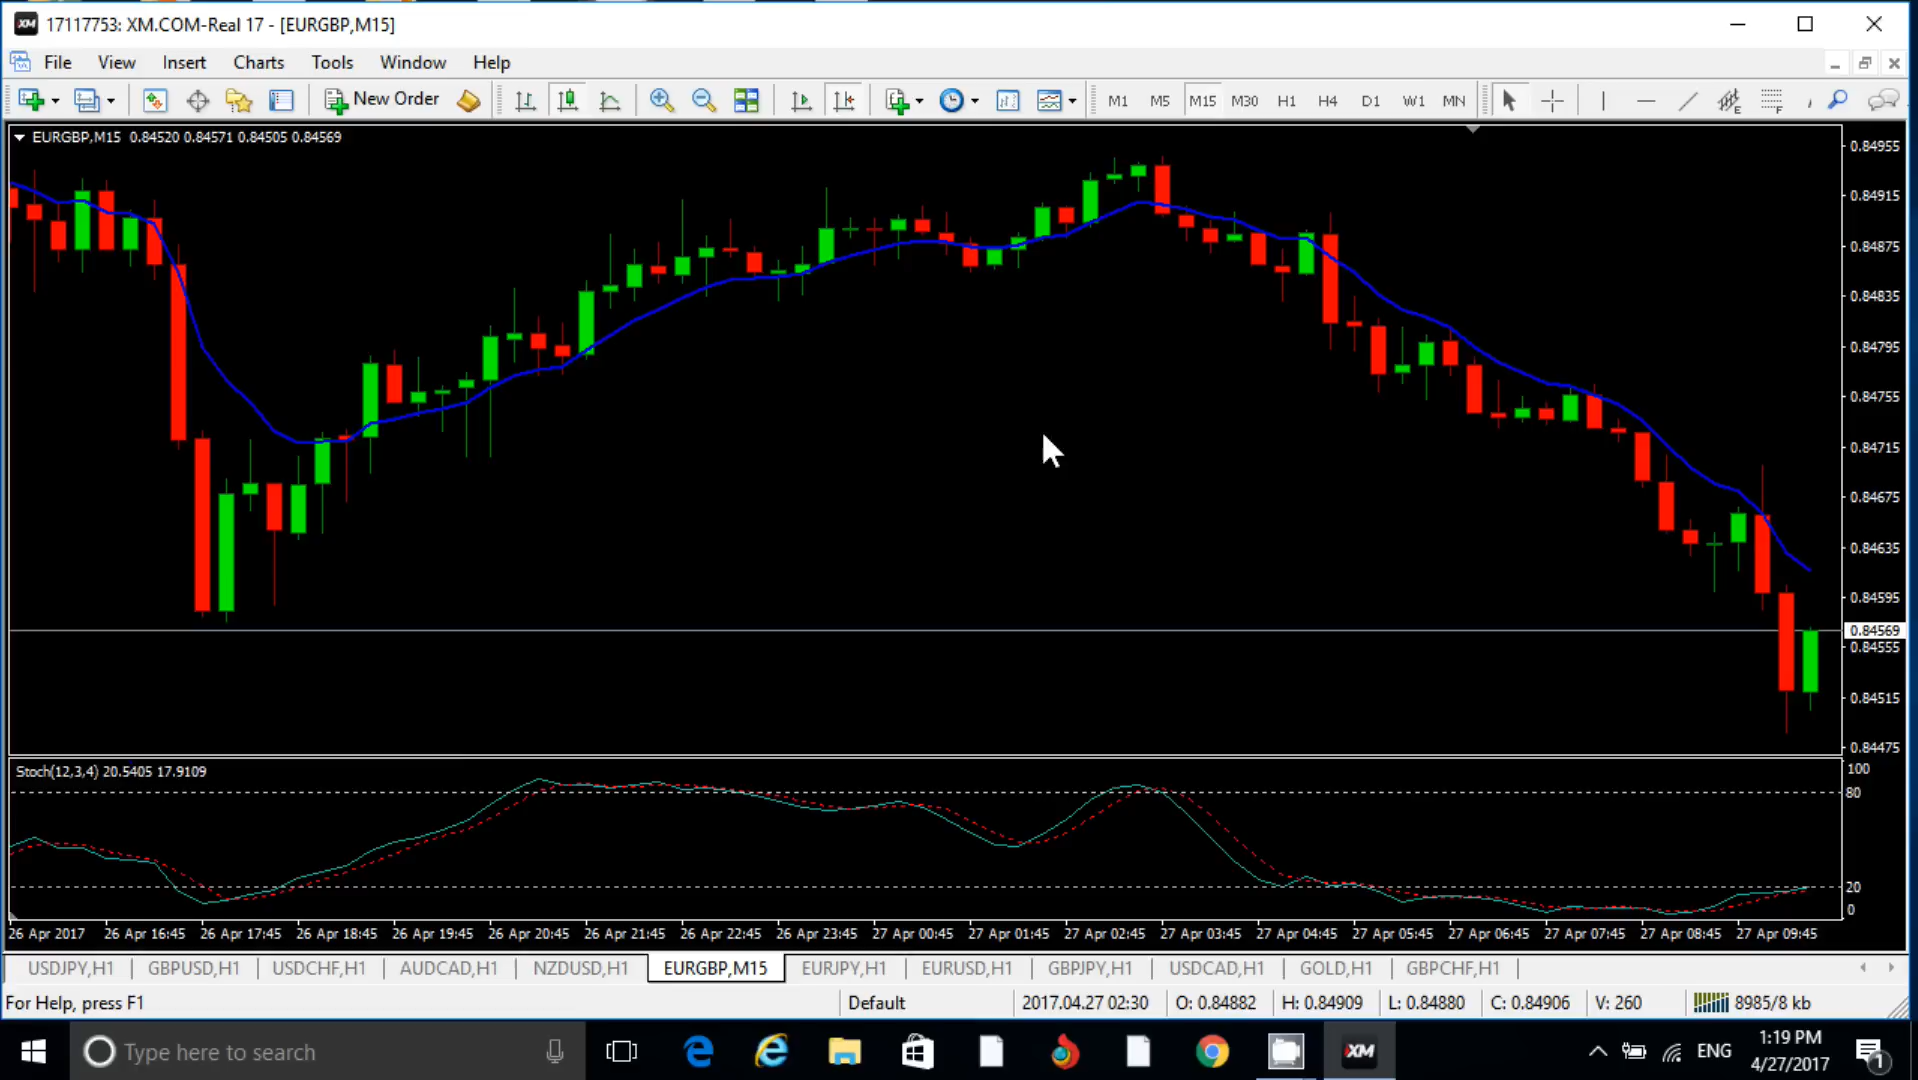 XM 17117753: XM.COM-Real 17 - [EURGBP,M15]
File View Insert Charts Tools Window Help
New Order M1 M5 M15 M30 H1 H4 D1 W1 MN E F
EURGBP,M15 0.84520 0.84571 0.84505 0.84569
0.84955
0.84915
0.84875
0.84835
0.84795
0.84755
0.84715
0.84675
0.84635
0.84595
0.84569
0.84555
0.84515
0.84475
Stoch(12,3,4) 20.5405 17.9109
100
80
20
0
26 Apr 2017 26 Apr 16:45 26 Apr 17:45 26 Apr 18:45 26 Apr 19:45 26 Apr 20:45 26 Apr 21:45 26 Apr 22:45 26 Apr 23:45 27 Apr 00:45 27 Apr 01:45 27 Apr 02:45 27 Apr 03:45 27 Apr 04:45 27 Apr 05:45 27 Apr 06:45 27 Apr 07:45 27 Apr 08:45 27 Apr 09:45
USDJPY,H1 GBPUSD,H1 USDCHF,H1 AUDCAD,H1 NZDUSD,H1 EURGBP,M15 EURJPY,H1 EURUSD,H1 GBPJPY,H1 USDCAD,H1 GOLD,H1 GBPCHF,H1
For Help, press F1 Default 2017.04.27 02:30 O: 0.84882 H: 0.84909 L: 0.84880 C: 0.84906 V: 260 8985/8 kb
Type here to search XM ENG 1:19 PM 1
4/27/2017